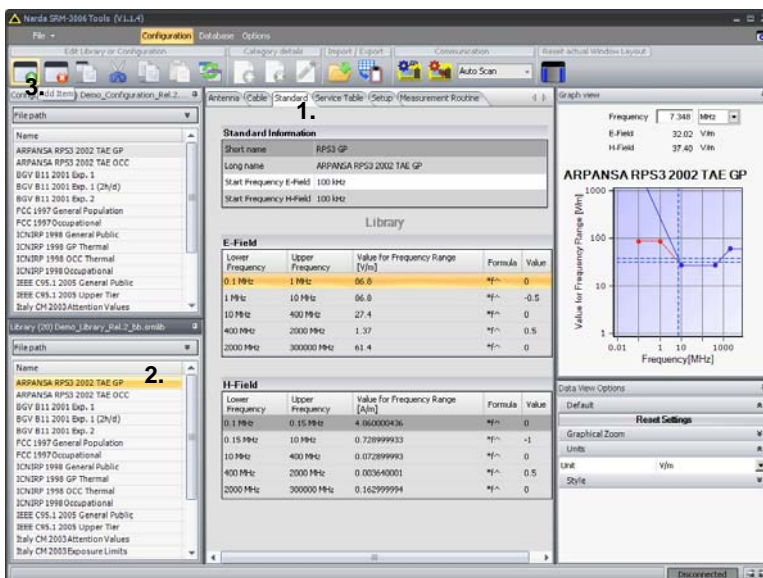 Narda SRM-3006 Tools (V1.1.4)
File Configuration Database Options
Edit Library or Configuration Category details Import / Export Communication Reset actual Window Layout
Auto Scan
3. Add Item Demo_Configuration_Rel.2...
Filepath
Name
ARPANSA RPS3 2002 TAE GP
ARPANSA RPS3 2002 TAE OCC
BGV B11 2001 Exp. 1
BGV B11 2001 Exp. 1 (2h/d)
BGV B11 2001 Exp. 2
FCC 1997 General Population
FCC 1997 Occupational
ICNIRP 1998 General Public
ICNIRP 1998 GP Thermal
ICNIRP 1998 OCC Thermal
ICNIRP 1998 Occupational
IEEE C95.1 2005 General Public
IEEE C95.1 2005 Upper Tier
Italy CM 2003 Attention Values
Library (20) Demo_Library_Rel.2_bb.srmlib
Filepath
Name
2.
ARPANSA RPS3 2002 TAE GP
ARPANSA RPS3 2002 TAE OCC
BGV B11 2001 Exp. 1
BGV B11 2001 Exp. 1 (2h/d)
BGV B11 2001 Exp. 2
FCC 1997 General Population
FCC 1997 Occupational
ICNIRP 1998 General Public
ICNIRP 1998 GP Thermal
ICNIRP 1998 OCC Thermal
ICNIRP 1998 Occupational
IEEE C95.1 2005 General Public
IEEE C95.1 2005 Upper Tier
Italy CM 2003 Attention Values
Italy CM 2003 Exposure Limits
Antenna Cable Standard Service Table Setup Measurement Routine
1.
Standard Information
Short name RPS3 GP
Long name ARPANSA RPS3 2002 TAE GP
Start Frequency E-Field 100 kHz
Start Frequency H-Field 100 kHz
Library
E-Field
Lower Frequency Upper Frequency Value for Frequency Range [V/m] Formula Value
0.1 MHz 1 MHz 86.8 *f^ 0
1 MHz 10 MHz 86.8 *f^ -0.5
10 MHz 400 MHz 27.4 *f^ 0
400 MHz 2000 MHz 1.37 *f^ 0.5
2000 MHz 300000 MHz 61.4 *f^ 0
H-Field
Lower Frequency Upper Frequency Value for Frequency Range [A/m] Formula Value
0.1 MHz 0.15 MHz 4.860000436 *f^ 0
0.15 MHz 10 MHz 0.728999933 *f^ -1
10 MHz 400 MHz 0.072899993 *f^ 0
400 MHz 2000 MHz 0.003640001 *f^ 0.5
2000 MHz 300000 MHz 0.162999994 *f^ 0
Graph view
Frequency 7.348 MHz
E-Field 32.02 V/m
H-Field 37.40 V/m
ARPANSA RPS3 2002 TAE GP
Value for Frequency Range [V/m]
1000
100
10
1
0.01 1 10 1000
Frequency[MHz]
Data View Options
Default
Reset Settings
Graphical Zoom
Units
Unit V/m
Style
Disconnected